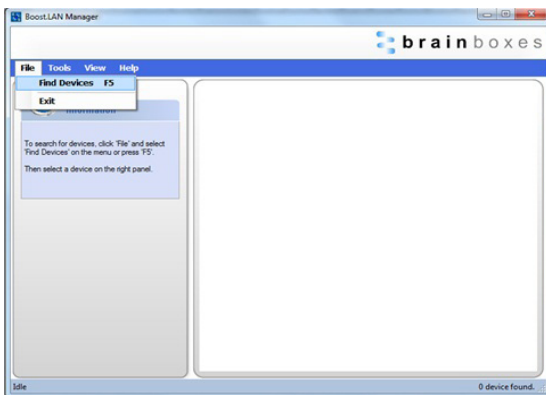 Boost.LAN Manager
brainboxes
File Tools View Help
Find Devices F5
Exit
Information
To search for devices, click 'File' and select
'Find Devices' on the menu or press 'F5'.
Then select a device on the right panel.
Idle
0 device found.